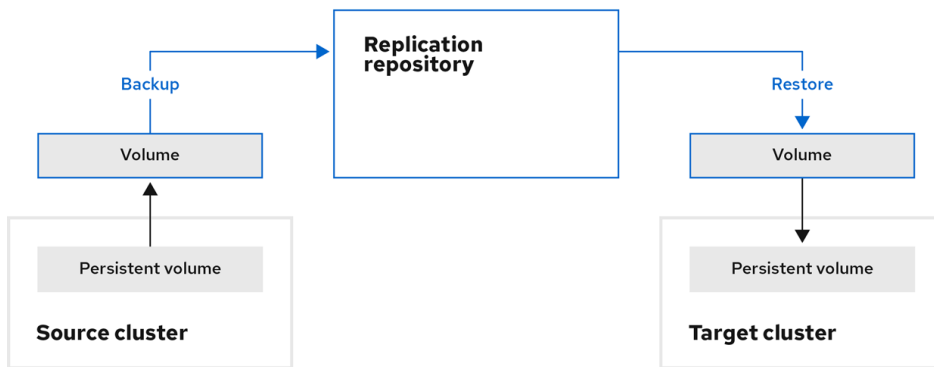 Replication
repository
Backup
Restore
Volume
Volume
Persistent volume
Persistent volume
Source cluster
Target cluster